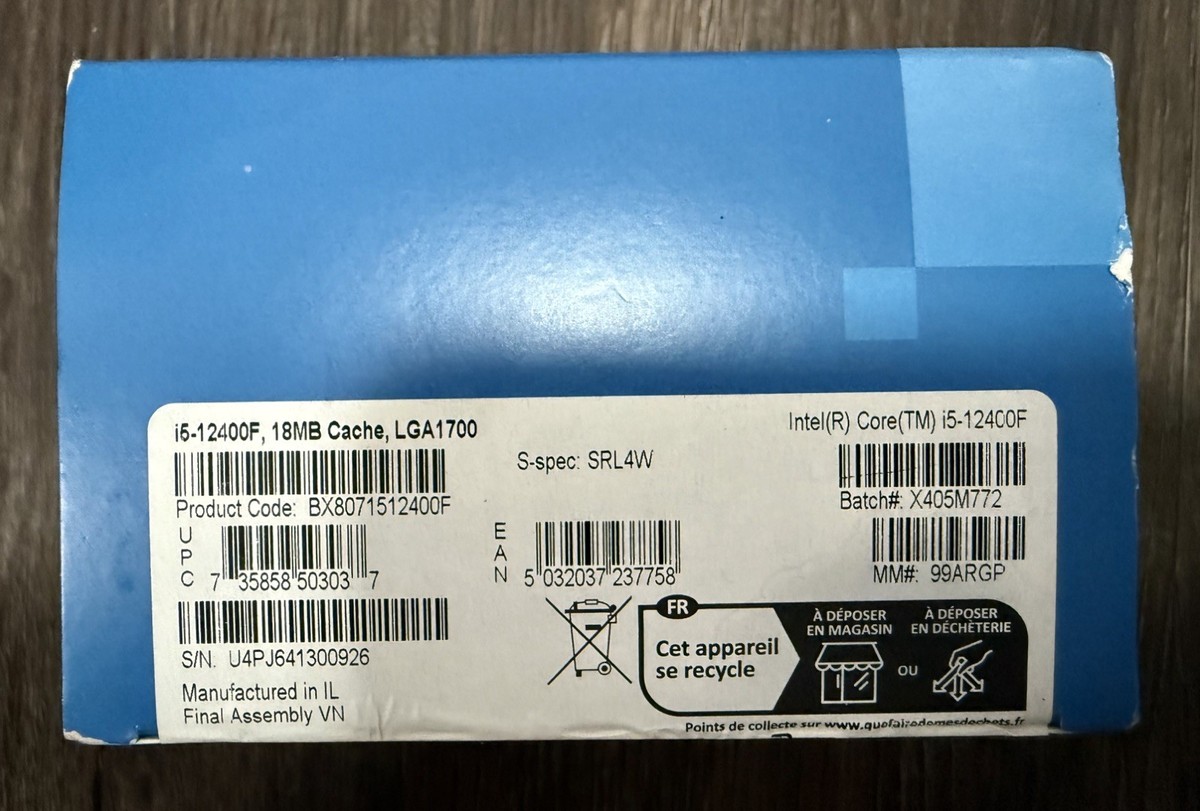 i5-12400F, 18MB Cache, LGA1700
Product Code: BX8071512400F
UPC
7 35858 50303 7
S/N: U4PJ641300926
Manufactured in IL
Final Assembly VN
S-spec: SRL4W
EAN
5 032037 237758
Intel(R) Core(TM) i5-12400F
Batch#: X405M772
MM#: 99ARGP
FR
Cet appareil
se recycle
À DÉPOSER
EN MAGASIN
OU
À DÉPOSER
EN DÉCHÈTERIE
Points de collecte sur www.quefairedemesdechets.fr